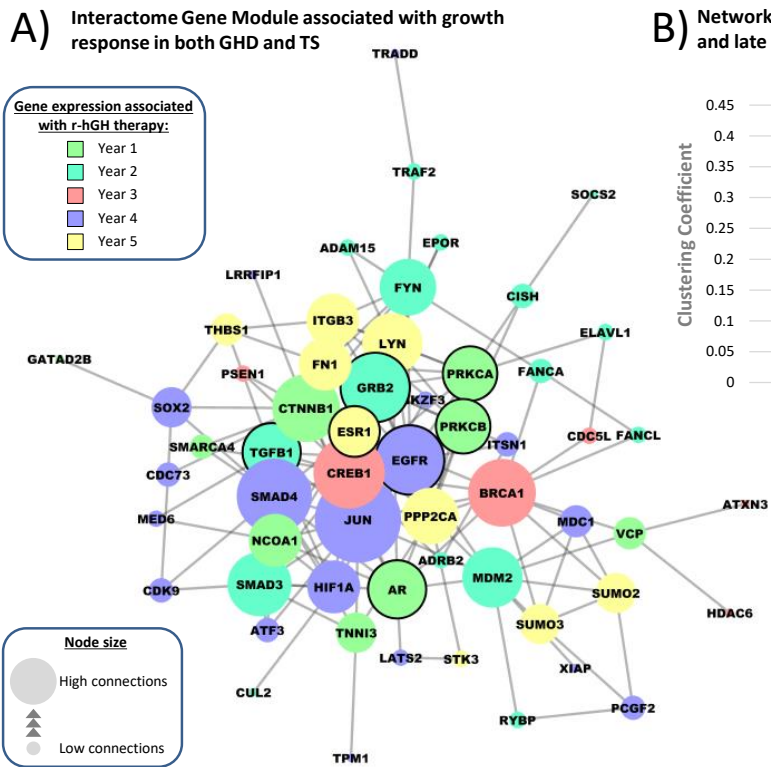 A) Interactome Gene Module associated with growth
response in both GHD and TS
B) Network
and late
Gene expression associated
with r-hGH therapy:
Year 1
Year 2
Year 3
Year 4
Year 5
Clustering Coefficient
0.45
0.4
0.35
0.3
0.25
0.2
0.15
0.1
0.05
0
TRADD
TRAF2
SOCS2
ADAM15
EPOR
LRRFIP1
FYN
CISH
ITGB3
THBS1
LYN
ELAVL1
GATAD2B
FN1
PSEN1
GRB2
PRKCA
FANCA
KZF3
SOX2
CTNNB1
ESR1
PRKCB
CDC5L
FANCL
SMARCA4
TGFB1
ITSN1
EGFR
CDC73
CREB1
SMAD4
BRCA1
ATXN3
MED6
JUN
PPP2CA
MDC1
VCP
NCOA1
ADRB2
CDK9
SMAD3
HIF1A
AR
MDM2
SUMO2
HDAC6
ATF3
TNNI3
SUMO3
LATS2
STK3
XIAP
CUL2
PCGF2
RYBP
TPM1
Node size
High connections
Low connections